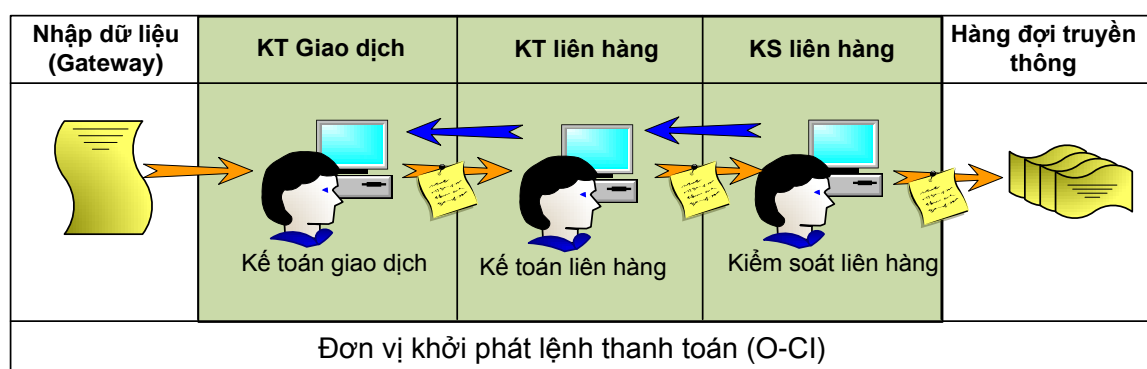 Nhập dữ liệu
(Gateway)
KT Giao dịch
KT liên hàng
KS liên hàng
Hàng đợi truyền
thông
Kế toán giao dịch
Kế toán liên hàng
Kiểm soát liên hàng
Đơn vị khởi phát lệnh thanh toán (O-CI)